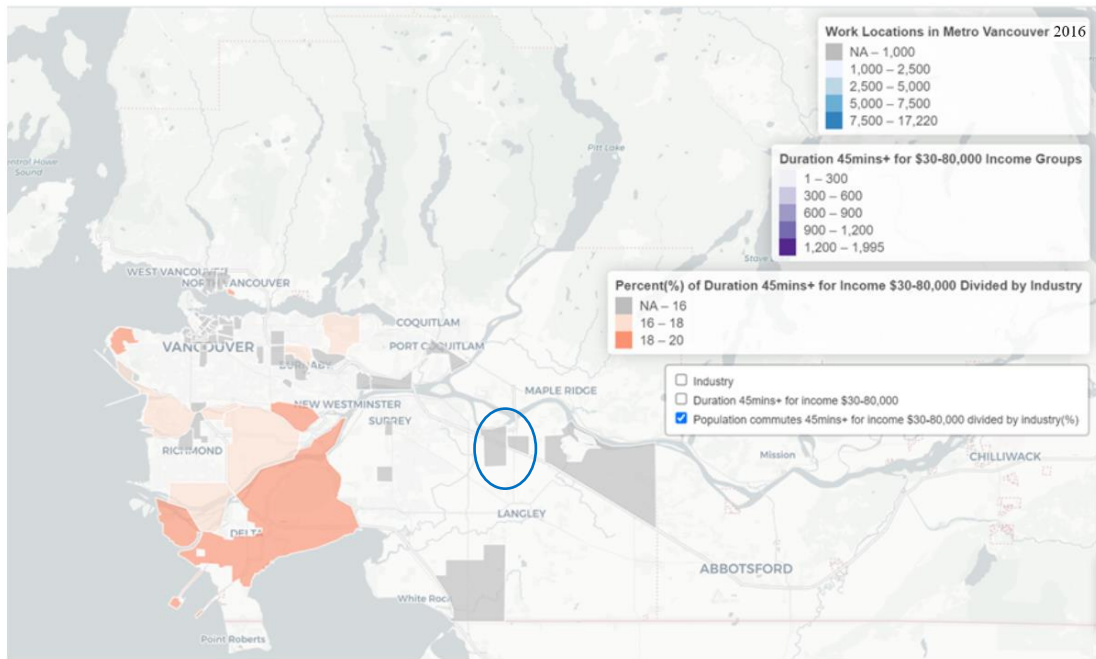 Work Locations in Metro Vancouver 2016
NA – 1,000
1,000 – 2,500
2,500 – 5,000
5,000 – 7,500
7,500 – 17,220
Duration 45mins+ for $30-80,000 Income Groups
1 – 300
300 – 600
600 – 900
900 – 1,200
1,200 – 1,995
Percent(%) of Duration 45mins+ for Income $30-80,000 Divided by Industry
NA – 16
16 – 18
18 – 20
Industry
Duration 45mins+ for income $30-80,000
Population commutes 45mins+ for income $30-80,000 divided by industry(%)
Pitt Lake
Sound
Stave
WEST VANCOUVER
NORTH VANCOUVER
COQUITLAM
VANCOUVER
PORT COQUITLAM
BURNABY
MAPLE RIDGE
NEW WESTMINSTER
SURREY
RICHMOND
Mission
CHILLIWACK
LANGLEY
DELTA
ABBOTSFORD
White Rock
Point Roberts